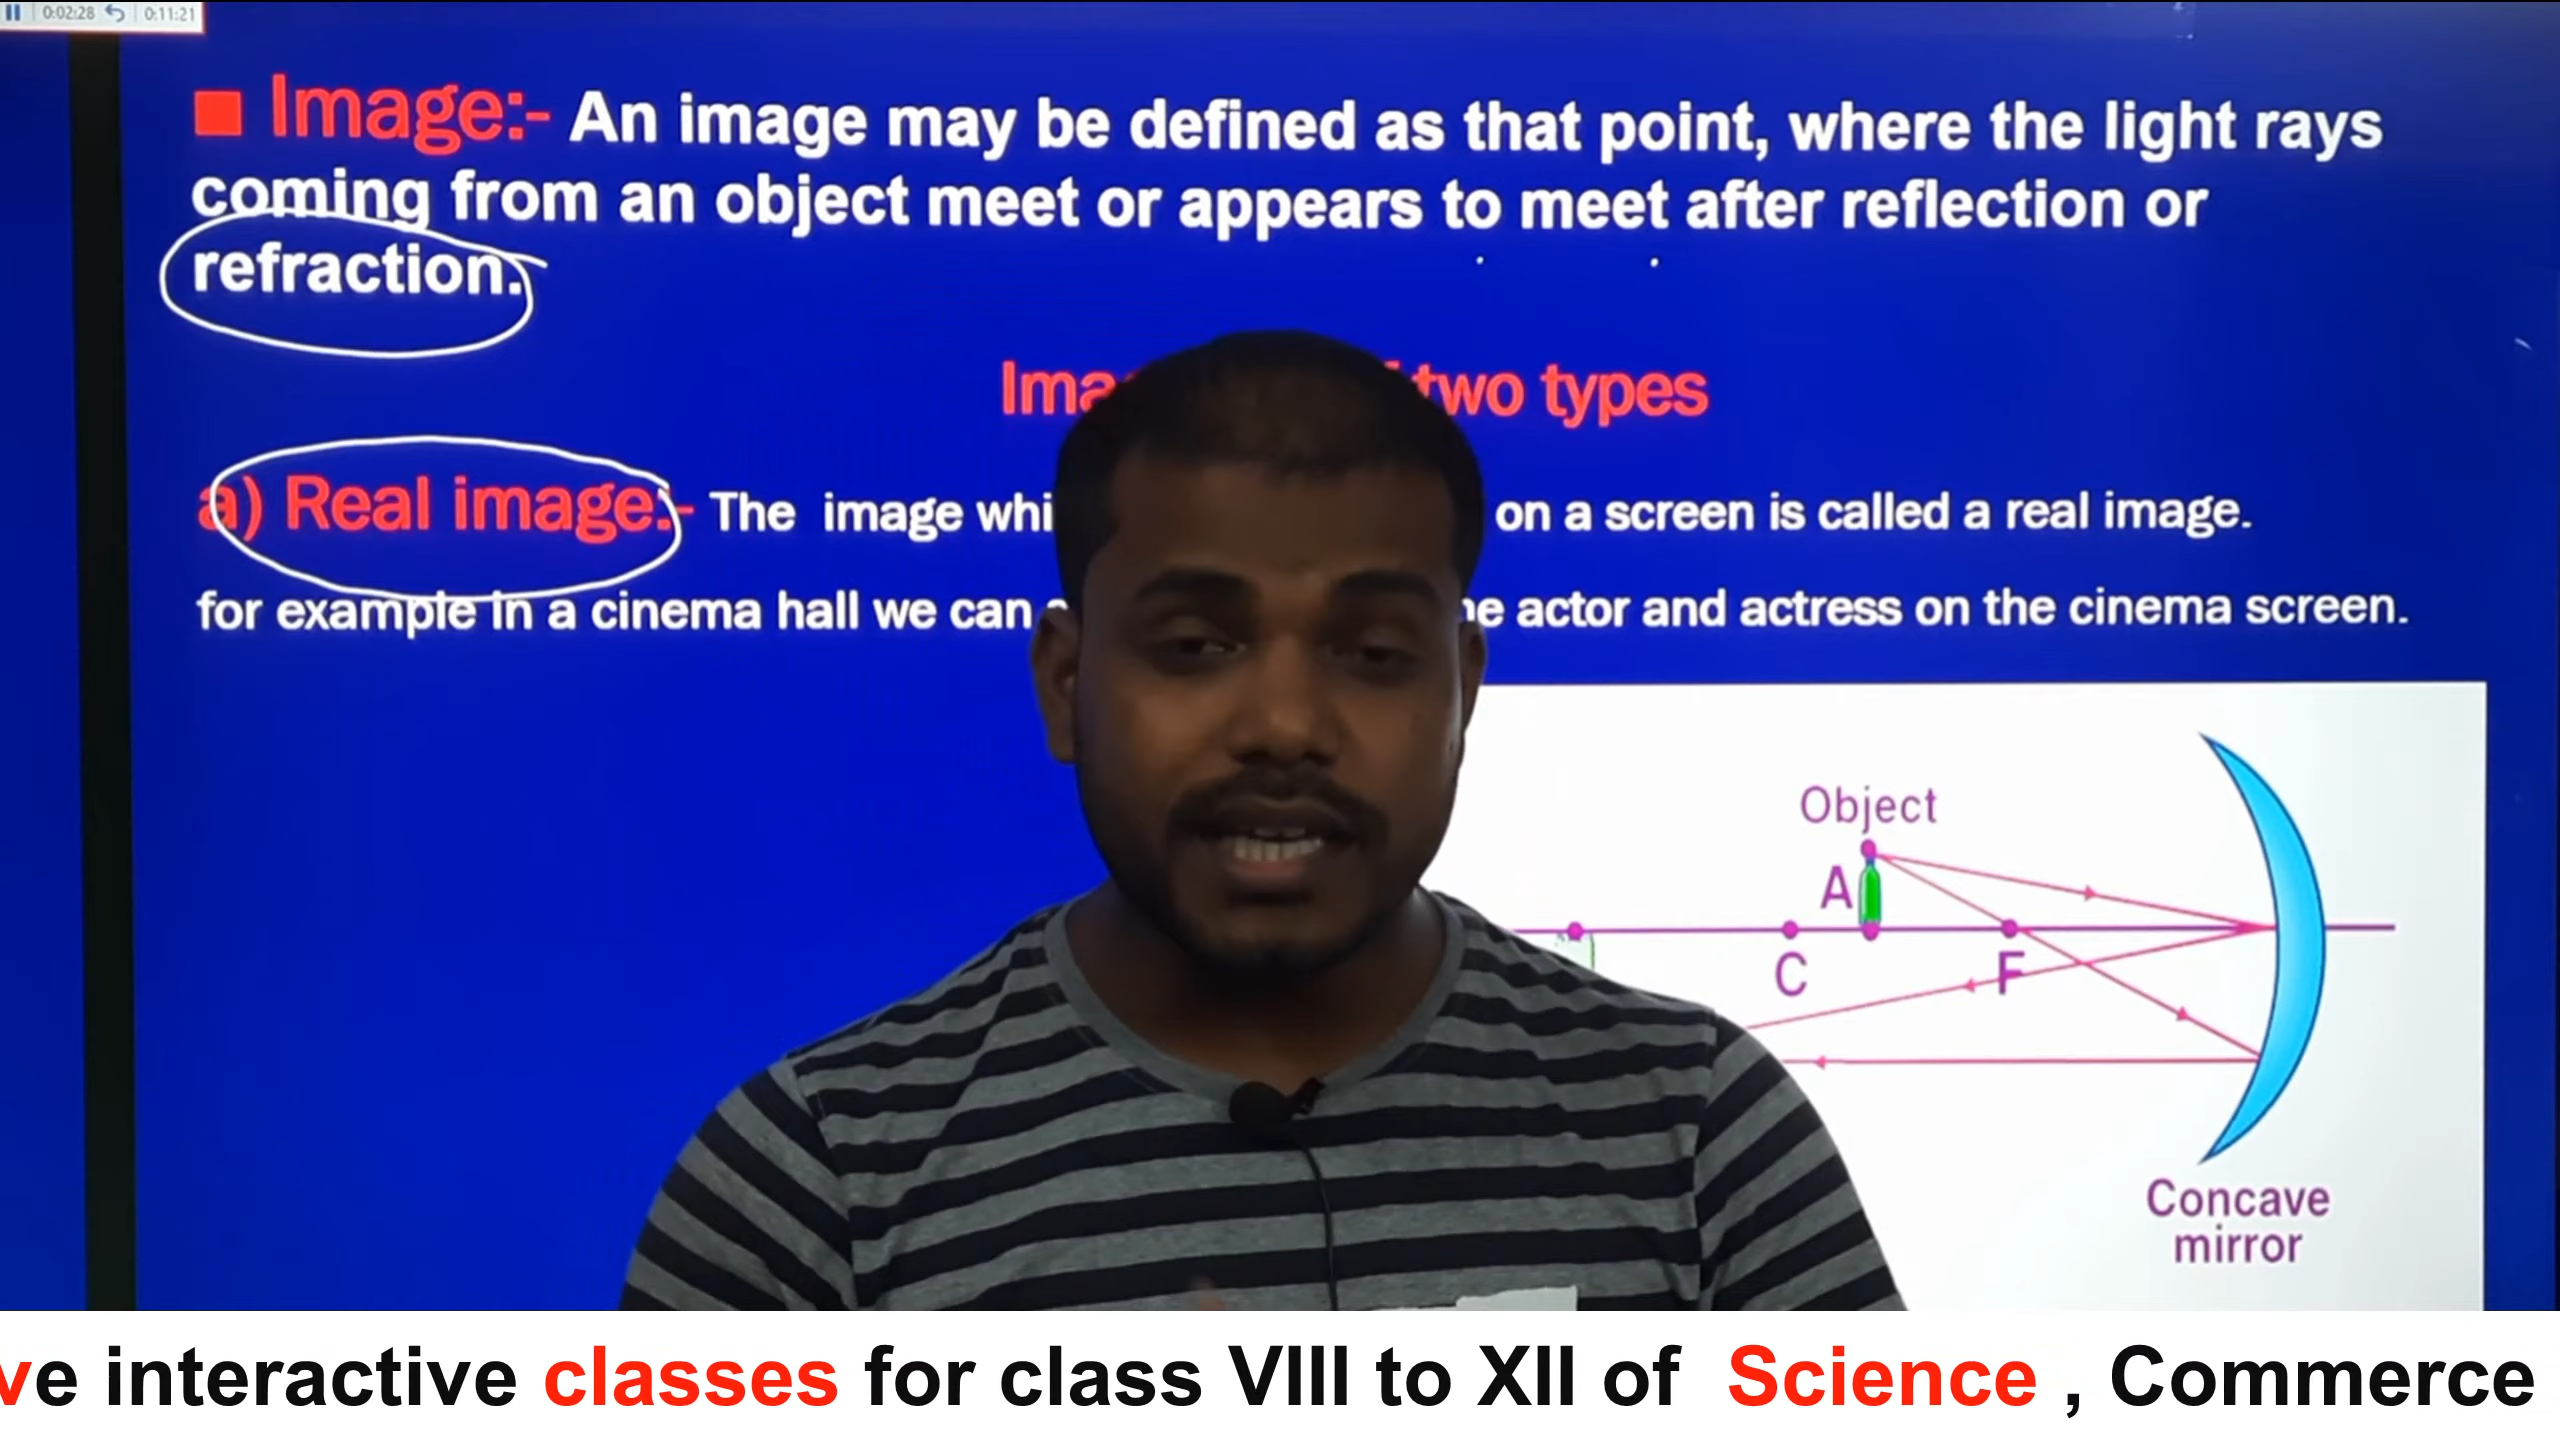 0:02:28 0:11:21
Image:- An image may be defined as that point, where the light rays
coming from an object meet or appears to meet after reflection or
refraction.
two types
a) Real image:- The image on a screen is called a real image.
for example in a cinema hall we can actor and actress on the cinema screen.
Object
A
C F
Concave
mirror
interactive classes for class VIII to XII of Science , Commerce